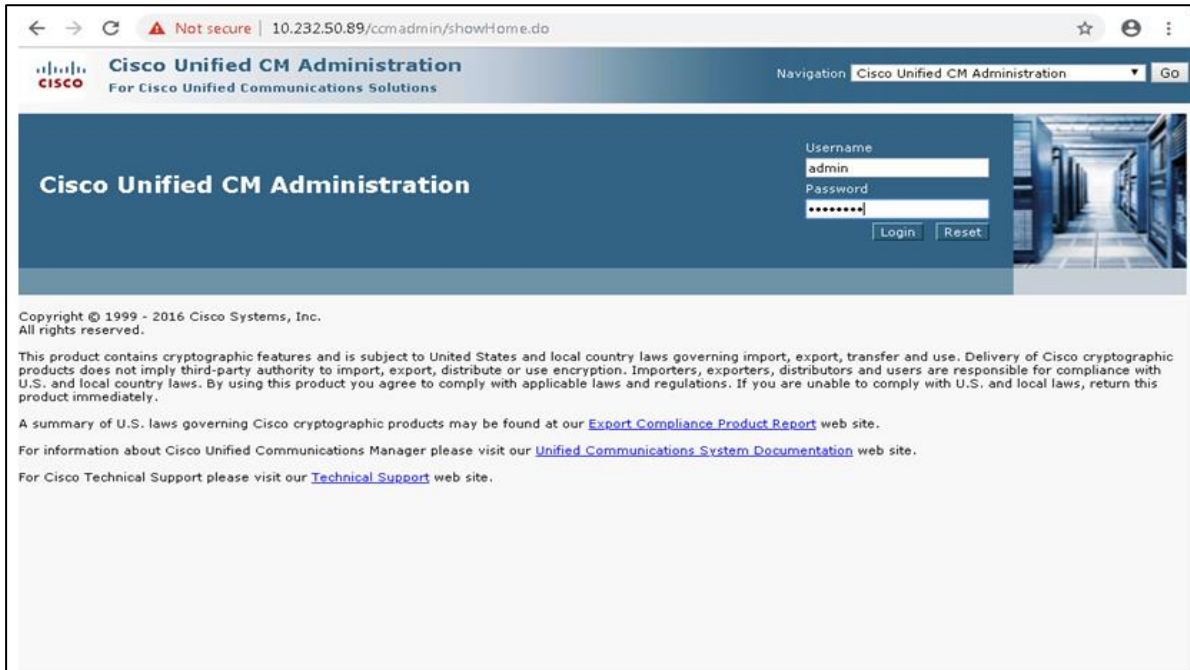 Not secure | 10.232.50.89/ccmadmin/showHome.do
CISCO
Cisco Unified CM Administration
For Cisco Unified Communications Solutions
Navigation Cisco Unified CM Administration Go
Cisco Unified CM Administration
Username
admin
Password
••••••••
Login Reset
Copyright © 1999 - 2016 Cisco Systems, Inc.
All rights reserved.
This product contains cryptographic features and is subject to United States and local country laws governing import, export, transfer and use. Delivery of Cisco cryptographic
products does not imply third-party authority to import, export, distribute or use encryption. Importers, exporters, distributors and users are responsible for compliance with
U.S. and local country laws. By using this product you agree to comply with applicable laws and regulations. If you are unable to comply with U.S. and local laws, return this
product immediately.
A summary of U.S. laws governing Cisco cryptographic products may be found at our Export Compliance Product Report web site.
For information about Cisco Unified Communications Manager please visit our Unified Communications System Documentation web site.
For Cisco Technical Support please visit our Technical Support web site.